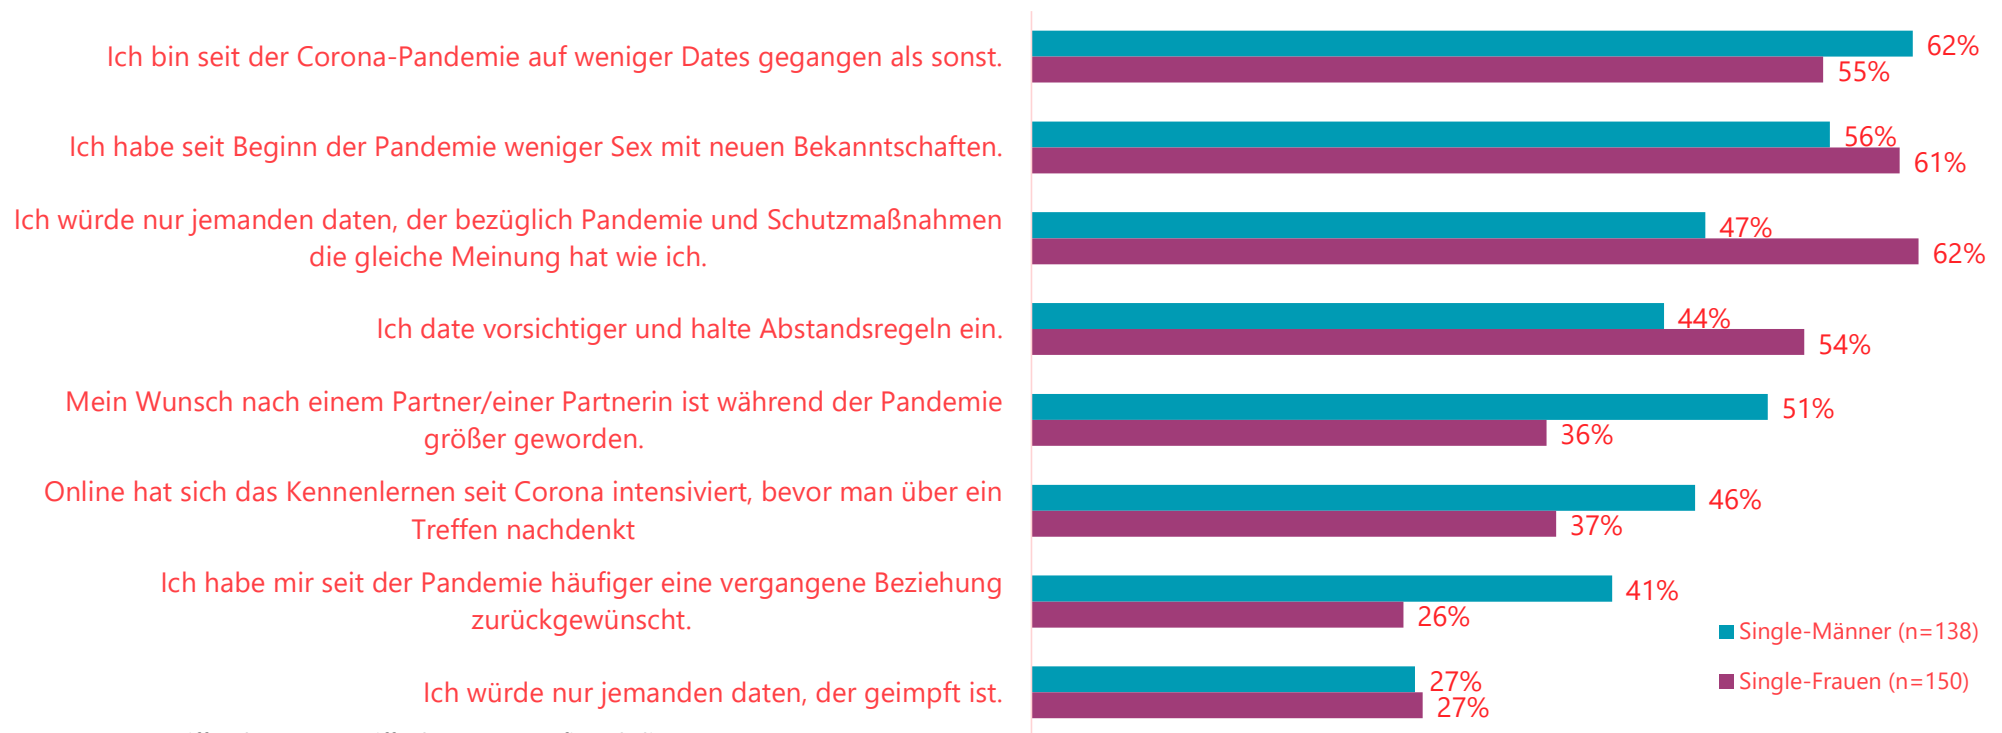 Ich bin seit der Corona-Pandemie auf weniger Dates gegangen als sonst.
62%
55%
Ich habe seit Beginn der Pandemie weniger Sex mit neuen Bekanntschaften.
56%
61%
Ich würde nur jemanden daten, der bezüglich Pandemie und Schutzmaßnahmen
die gleiche Meinung hat wie ich.
47%
62%
Ich date vorsichtiger und halte Abstandsregeln ein.
44%
54%
Mein Wunsch nach einem Partner/einer Partnerin ist während der Pandemie
größer geworden.
51%
36%
Online hat sich das Kennenlernen seit Corona intensiviert, bevor man über ein
Treffen nachdenkt
46%
37%
Ich habe mir seit der Pandemie häufiger eine vergangene Beziehung
zurückgewünscht.
41%
26%
Ich würde nur jemanden daten, der geimpft ist.
27%
27%
Single-Männer (n=138)
Single-Frauen (n=150)